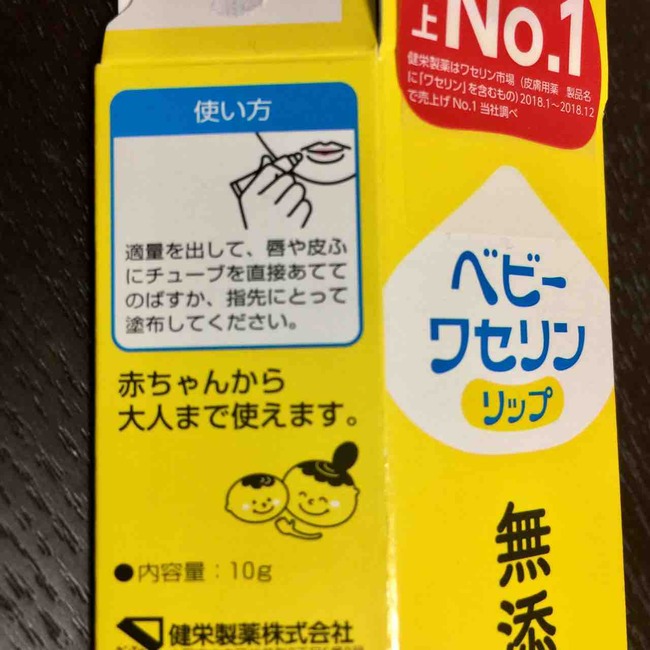 使い方
適量を出して、唇や皮ふ
にチューブを直接あてて
のばすか、指先にとって
塗布してください。
赤ちゃんから
大人まで使えます。
●内容量：10g
健栄製薬株式会社
上No.1
健栄製薬はワセリン市場（皮膚用薬 製品名
に「ワセリン」を含むもの）2018.1～2018.12
で売上げNo.1 当社調べ
ベビー
ワセリン
リップ
無添